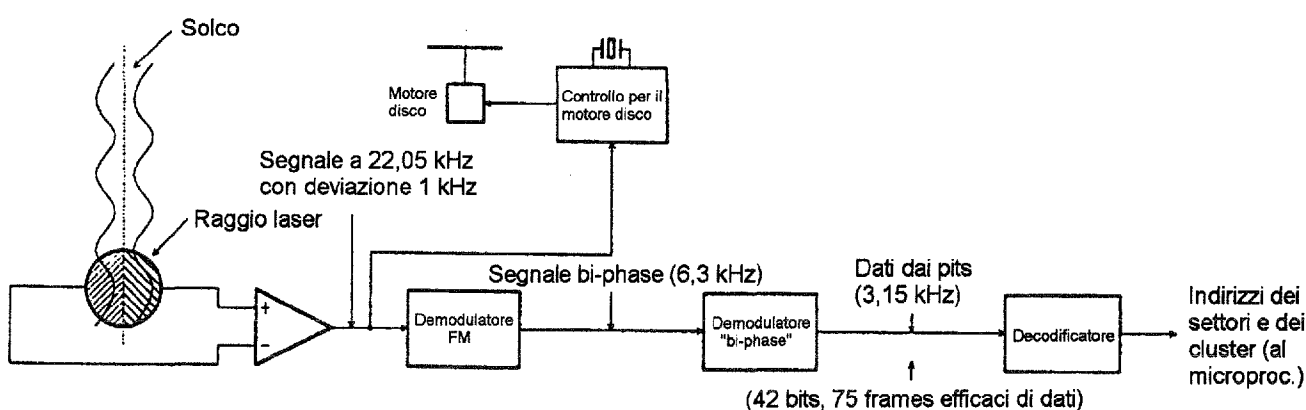 Solco
Motore
disco
Controllo per il
motore disco
Segnale a 22,05 kHz
con deviazione 1 kHz
Raggio laser
Segnale bi-phase (6,3 kHz)
Dati dai pits
(3,15 kHz)
Indirizzi dei
settori e dei
cluster (al
microproc.)
+
−
Demodulatore
FM
Demodulatore
"bi-phase"
Decodificatore
(42 bits, 75 frames efficaci di dati)